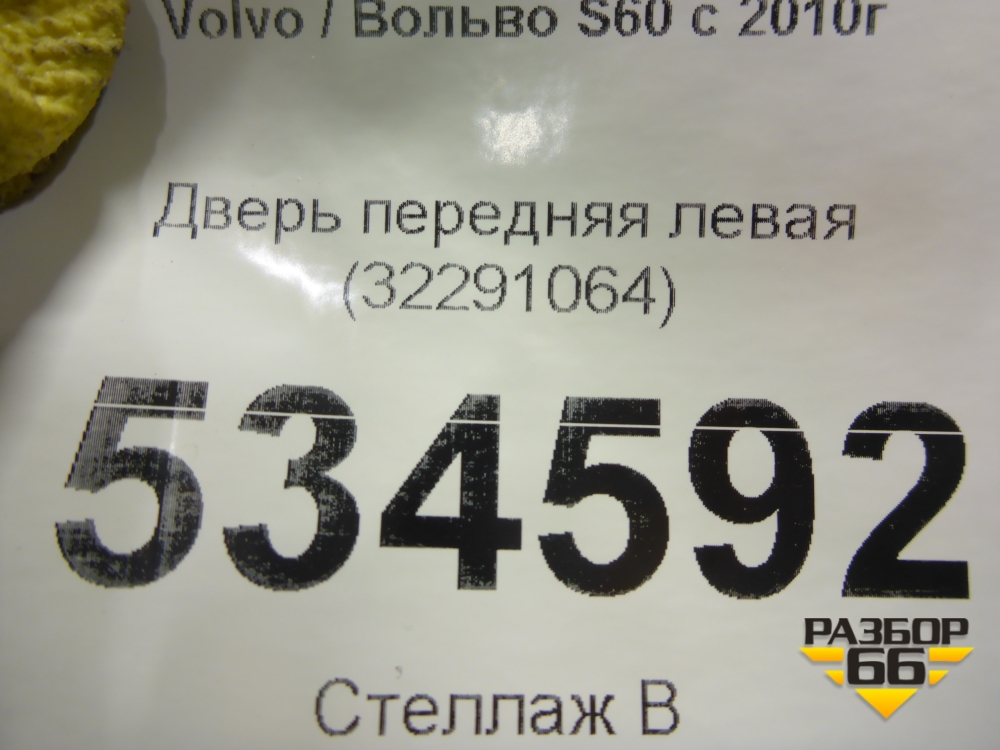 Volvo / Вольво S60 с 2010г
Дверь передняя левая
(32291064)
534592
Стеллаж В
РАЗБОР
66